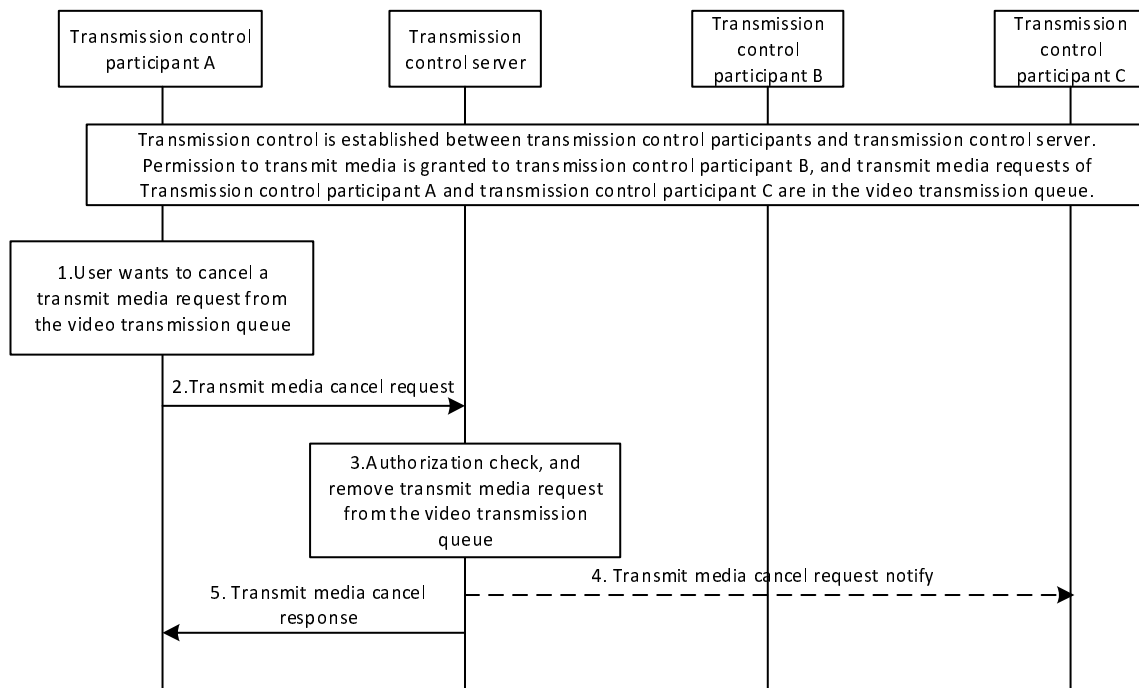 Transmission control
participant A
Transmission
control server
Transmission
control
participant B
Transmission
control
participant C
Transmission control is established between transmission control participants and transmission control server.
Permission to transmit media is granted to transmission control participant B, and transmit media requests of
Transmission control participant A and transmission control participant C are in the video transmission queue.
1.User wants to cancel a
transmit media request from
the video transmission queue
2.Transmit media cancel request
3.Authorization check, and
remove transmit media request
from the video transmission
queue
4. Transmit media cancel request notify
5. Transmit media cancel
response